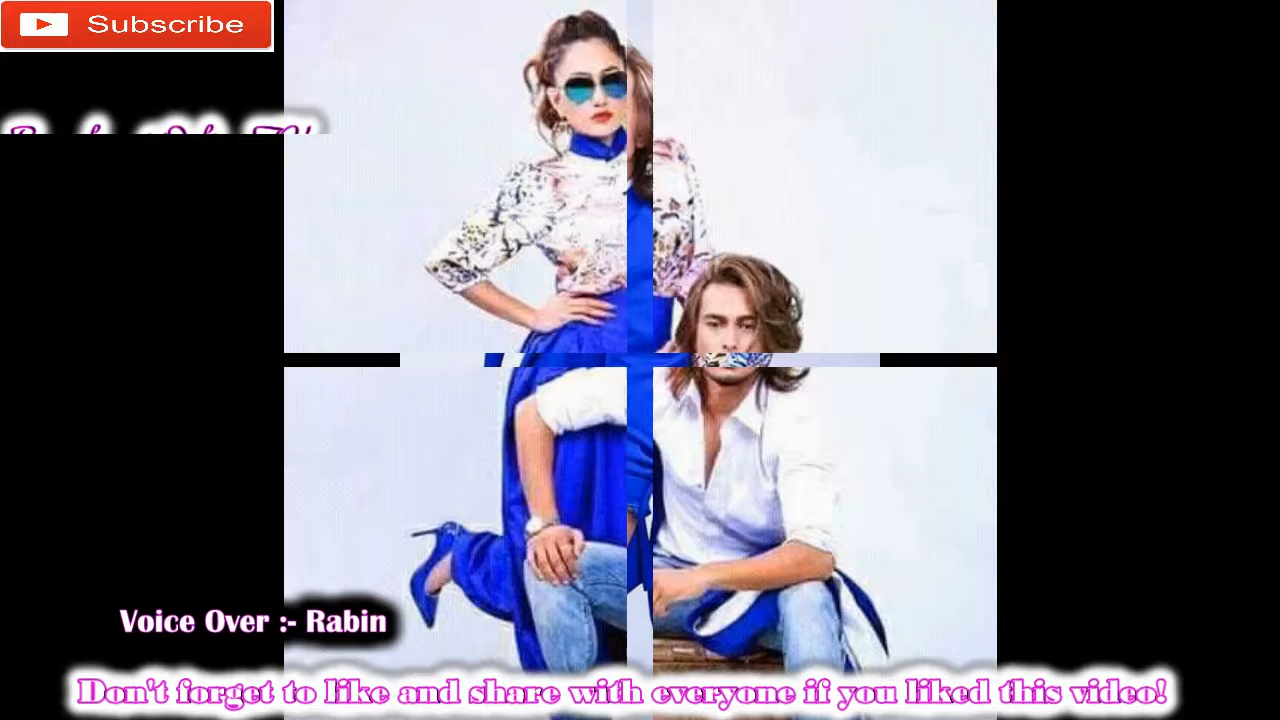 Subscribe
Voice Over :- Rabin
Don't forget to like and share with everyone if you liked this video!